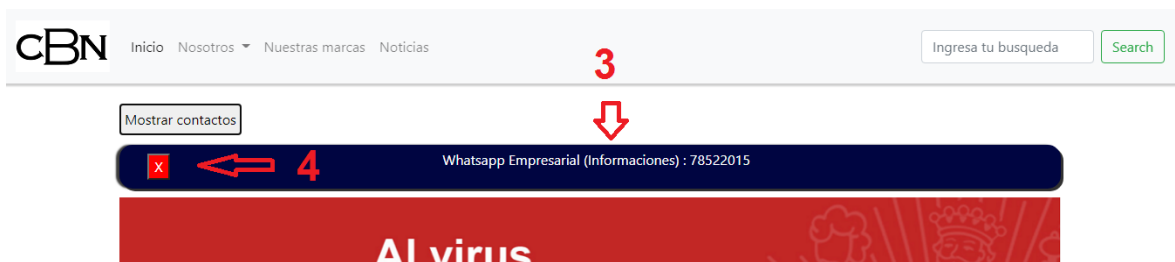 CBN Inicio Nosotros Nuestras marcas Noticias Ingresa tu busqueda Search
3
Mostrar contactos
X 4 Whatsapp Empresarial (Informaciones) : 78522015
Al virus